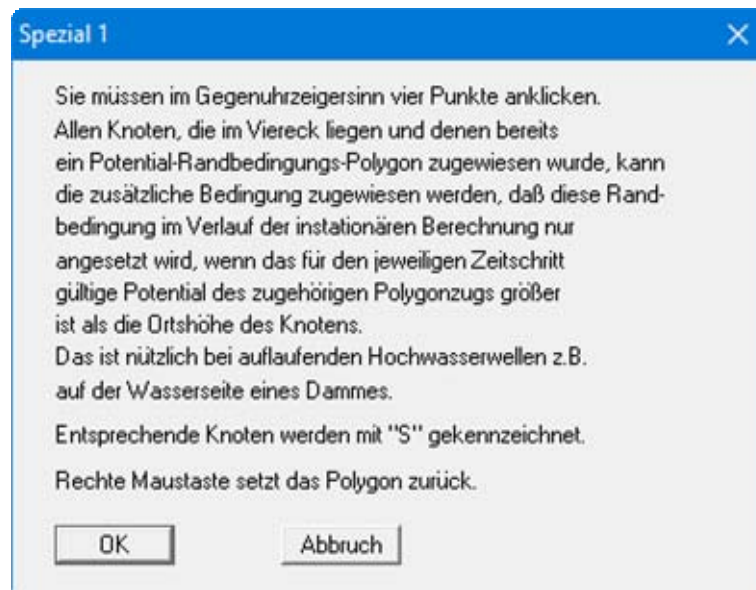 Spezial 1
Sie müssen im Gegenuhrzeigersinn vier Punkte anklicken.
Allen Knoten, die im Viereck liegen und denen bereits
ein Potential-Randbedingungs-Polygon zugewiesen wurde, kann
die zusätzliche Bedingung zugewiesen werden, daß diese Rand-
bedingung im Verlauf der instationären Berechnung nur
angesetzt wird, wenn das für den jeweiligen Zeitschritt
gültige Potential des zugehörigen Polygonzugs größer
ist als die Ortshöhe des Knotens.
Das ist nützlich bei auflaufenden Hochwasserwellen z.B.
auf der Wasserseite eines Dammes.
Entsprechende Knoten werden mit "S" gekennzeichnet.
Rechte Maustaste setzt das Polygon zurück.
OK Abbruch